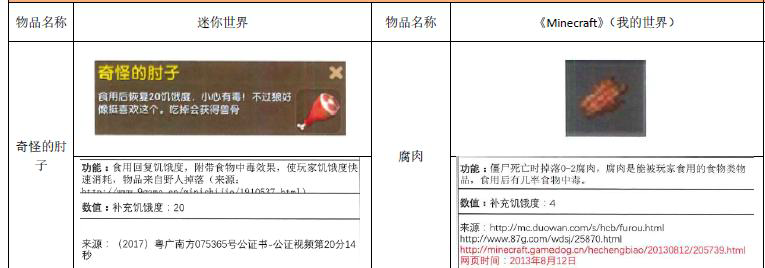 物品名称
迷你世界
物品名称
《Minecraft》（我的世界）
奇怪的肘子
奇怪的肘子
食用后恢复20饥饿度，小心有毒！不过狼好
像挺喜欢这个。吃掉会获得兽骨
功能：食用回复饥饿度，附带食物中毒效果，使玩家饥饿度快
速消耗，物品来自野人掉落（来源：
http://www.9game.cn/minishijie/1910537.html）
数值：补充饥饿度：20
来源：（2017）粤广南方075365号公证书-公证视频第20分14
秒
腐肉
功能：僵尸死亡时掉落0-2腐肉，腐肉是能被玩家食用的食物类物
品，食用后有几率食物中毒。
数值：补充饥饿度：4
来源：http://mc.duowan.com/s/hcb/furou.html
http://www.87g.com/wdsj/25870.html
http://minecraft.gamedog.cn/hechengbiao/20130812/205739.html
网页时间：2013年8月12日